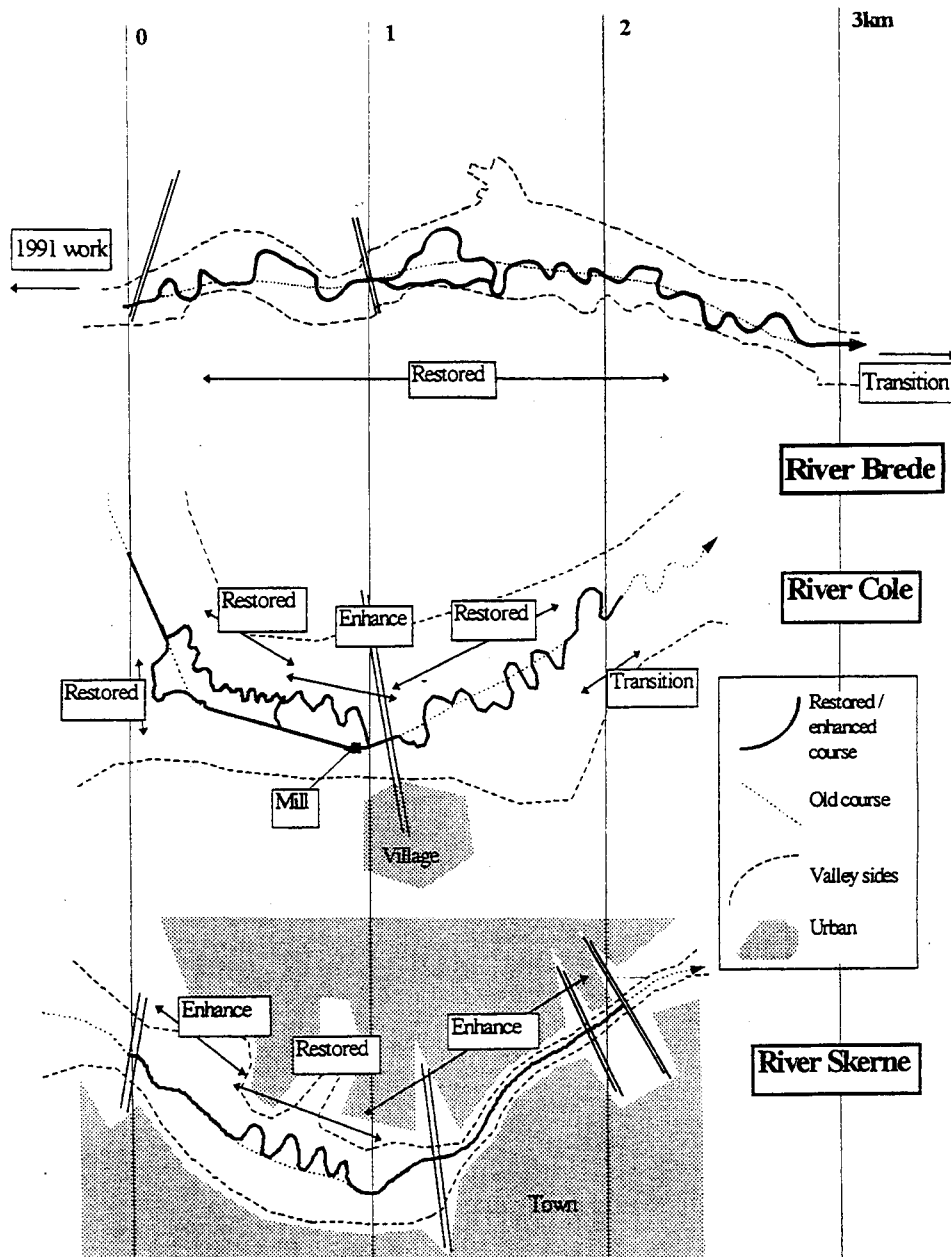 0
1
2
3km
1991 work
Restored
Transition
River Brede
River Cole
Restored
Enhance
Restored
Restored
Transition
Mill
Village
Restored /
enhanced
course
Old course
Valley sides
Urban
Enhance
Restored
Enhance
River Skerne
Town